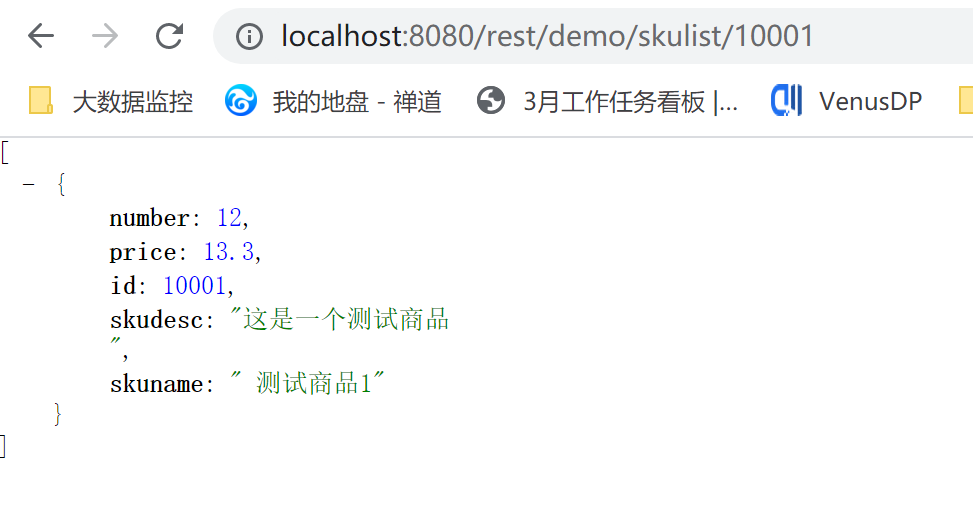 localhost:8080/rest/demo/skulist/10001
大数据监控 我的地盘 - 禅道 3月工作任务看板 |... VenusDP
[
- {
number: 12,
price: 13.3,
id: 10001,
skudesc: "这是一个测试商品
",
skuname: " 测试商品1"
}
]